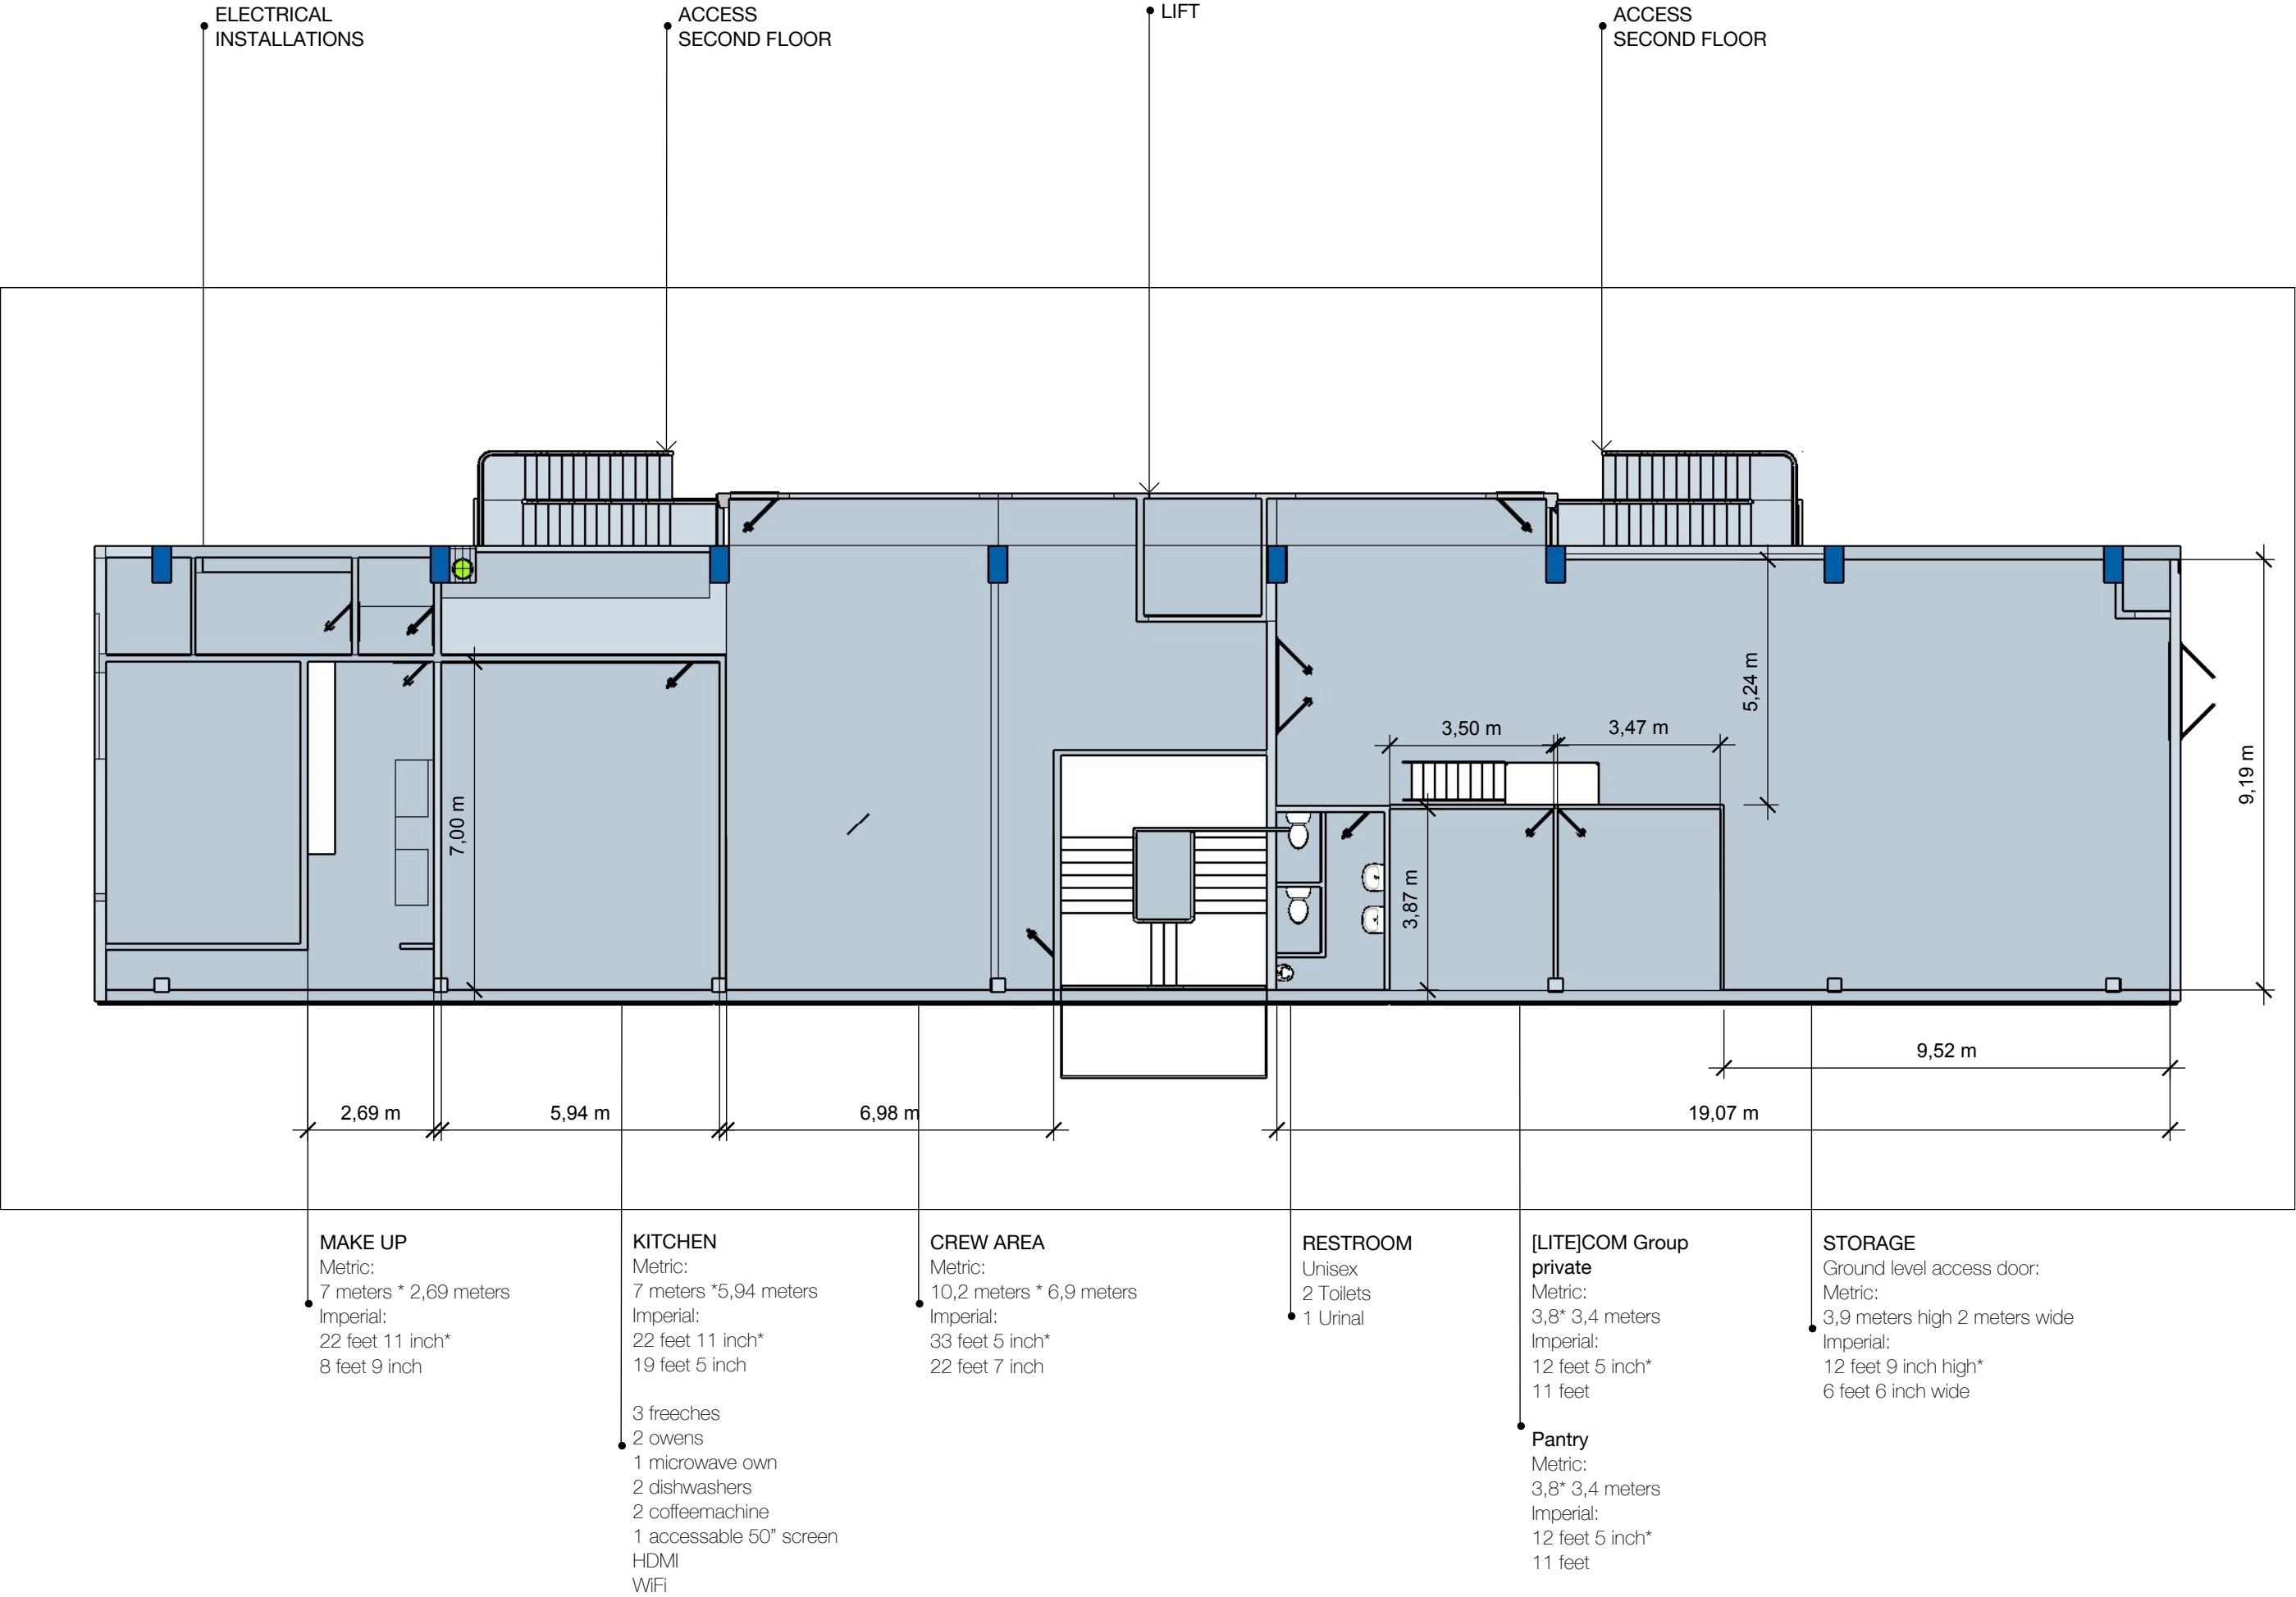 ELECTRICAL
INSTALLATIONS
ACCESS
SECOND FLOOR
LIFT
ACCESS
SECOND FLOOR
5,24 m
3,50 m
3,47 m
9,19 m
7,00 m
3,87 m
9,52 m
2,69 m
5,94 m
6,98 m
19,07 m
MAKE UP
Metric:
7 meters * 2,69 meters
Imperial:
22 feet 11 inch*
8 feet 9 inch
KITCHEN
Metric:
7 meters *5,94 meters
Imperial:
22 feet 11 inch*
19 feet 5 inch
3 freeches
2 owens
1 microwave own
2 dishwashers
2 coffeemachine
1 accessable 50” screen
HDMI
WiFi
CREW AREA
Metric:
10,2 meters * 6,9 meters
Imperial:
33 feet 5 inch*
22 feet 7 inch
RESTROOM
Unisex
2 Toilets
1 Urinal
[LITE]COM Group
private
Metric:
3,8* 3,4 meters
Imperial:
12 feet 5 inch*
11 feet
Pantry
Metric:
3,8* 3,4 meters
Imperial:
12 feet 5 inch*
11 feet
STORAGE
Ground level access door:
Metric:
3,9 meters high 2 meters wide
Imperial:
12 feet 9 inch high*
6 feet 6 inch wide